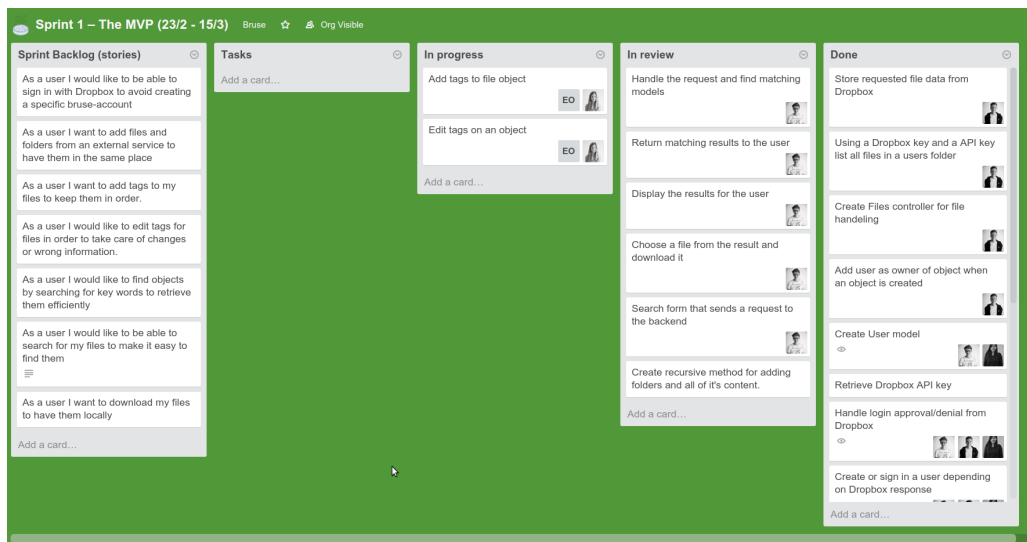 Sprint 1 – The MVP (23/2 - 15/3)
Bruse
Org Visible
Sprint Backlog (stories)
As a user I would like to be able to
sign in with Dropbox to avoid creating
a specific bruse-account
As a user I want to add files and
folders from an external service to
have them in the same place
As a user I want to add tags to my
files to keep them in order.
As a user I would like to edit tags for
files in order to take care of changes
or wrong information.
As a user I would like to find objects
by searching for key words to retrieve
them efficiently
As a user I would like to be able to
search for my files to make it easy to
find them
As a user I want to download my files
to have them locally
Add a card…
Tasks
Add a card…
In progress
Add tags to file object
EO
Edit tags on an object
EO
Add a card…
In review
Handle the request and find matching
models
Return matching results to the user
Display the results for the user
Choose a file from the result and
download it
Search form that sends a request to
the backend
Create recursive method for adding
folders and all of it's content.
Add a card…
Done
Store requested file data from
Dropbox
Using a Dropbox key and a API key
list all files in a users folder
Create Files controller for file
handeling
Add user as owner of object when
an object is created
Create User model
Retrieve Dropbox API key
Handle login approval/denial from
Dropbox
Create or sign in a user depending
on Dropbox response
Add a card…